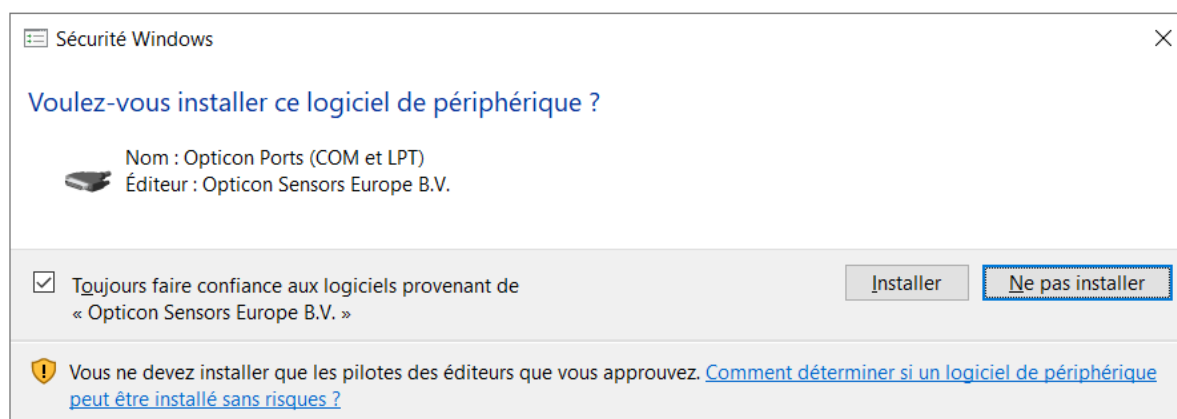 Sécurité Windows
Voulez-vous installer ce logiciel de périphérique ?
Nom : Opticon Ports (COM et LPT)
Éditeur : Opticon Sensors Europe B.V.
Toujours faire confiance aux logiciels provenant de
« Opticon Sensors Europe B.V. »
Installer
Ne pas installer
Vous ne devez installer que les pilotes des éditeurs que vous approuvez. Comment déterminer si un logiciel de périphérique
peut être installé sans risques ?